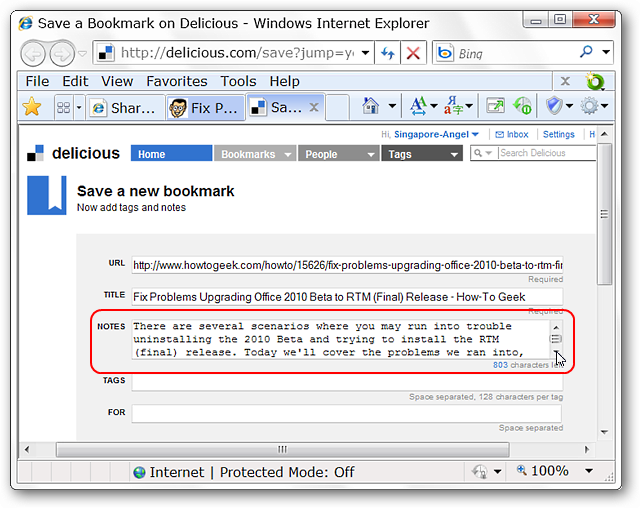 Save a Bookmark on Delicious - Windows Internet Explorer
http://delicious.com/save?jump=y
Bing
File Edit View Favorites Tools Help
Shar...
Fix P...
Sa...
Hi, Singapore-Angel
Inbox
Settings
H
delicious
Home
Bookmarks
People
Tags
Search Delicious
Save a new bookmark
Now add tags and notes
URL
http://www.howtogeek.com/howto/15626/fix-problems-upgrading-office-2010-beta-to-rtm-fi
Required
TITLE
Fix Problems Upgrading Office 2010 Beta to RTM (Final) Release - How-To Geek
Required
NOTES
There are several scenarios where you may run into trouble
uninstalling the 2010 Beta and trying to install the RTM
(final) release. Today we'll cover the problems we ran into,
803 characters left
TAGS
Space separated, 128 characters per tag
FOR
Space separated
Internet | Protected Mode: Off
100%